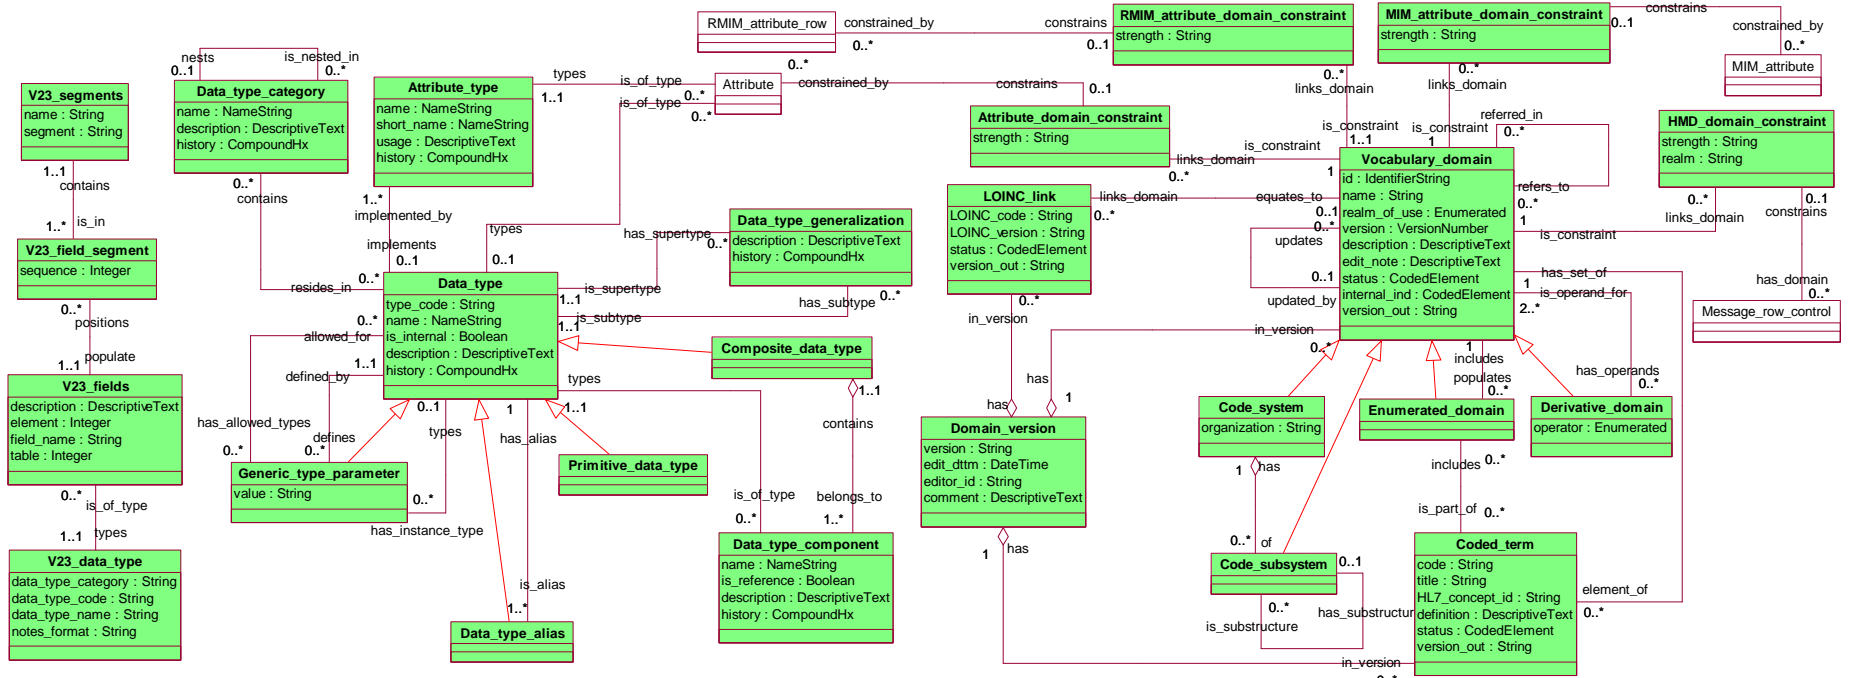 RMIM_attribute_row
constrained_by
0..*
constrains
0..1
RMIM_attribute_domain_constraint
strength : String
0..*
links_domain
is_constraint
1..1
MIM_attribute_domain_constraint
strength : String
0..1
constrains
constrained_by
0..*
MIM_attribute
0..*
links_domain
is_constraint
1
V23_segments
name : String
segment : String
1..1
contains
is_in
1..*
V23_field_segment
sequence : Integer
0..*
positions
populate
1..1
V23_fields
description : DescriptiveText
element : Integer
field_name : String
table : Integer
0..*
is_of_type
1..1
types
V23_data_type
data_type_category : String
data_type_code : String
data_type_name : String
notes_format : String
nests
0..1
is_nested_in
0..*
Data_type_category
name : NameString
description : DescriptiveText
history : CompoundHx
0..*
contains
resides_in
0..*
Attribute_type
name : NameString
short_name : NameString
usage : DescriptiveText
history : CompoundHx
types
1..1
is_of_type
0..*
is_of_type
0..*
0..*
Attribute
constrained_by
constrains
0..1
Attribute_domain_constraint
strength : String
links_domain
0..*
is_constraint
1
1..*
implemented_by
implements
0..1
types
0..1
Data_type
type_code : String
name : NameString
is_internal : Boolean
description : DescriptiveText
history : CompoundHx
Data_type_generalization
description : DescriptiveText
history : CompoundHx
has_supertype
0..*
is_supertype
1..1
has_subtype
0..*
is_subtype
1..1
0..*
allowed_for
has_allowed_types
0..*
1..1
defined_by
defines
0..*
Generic_type_parameter
value : String
0..1
types
0..*
has_instance_type
1
has_alias
is_alias
1..*
Data_type_alias
1..1
Primitive_data_type
types
is_of_type
0..*
Composite_data_type
1..1
contains
belongs_to
1..*
Data_type_component
name : NameString
is_reference : Boolean
description : DescriptiveText
history : CompoundHx
LOINC_link
LOINC_code : String
LOINC_version : String
status : CodedElement
version_out : String
links_domain
0..*
equates_to
0..1
0..*
in_version
has
Domain_version
version : String
edit_dttm : DateTime
editor_id : String
comment : DescriptiveText
has
1
in_version
0..*
1
has
in_version
0..*
Vocabulary_domain
id : IdentifierString
name : String
realm_of_use : Enumerated
version : VersionNumber
description : DescriptiveText
edit_note : DescriptiveText
status : CodedElement
internal_ind : CodedElement
version_out : String
0..*
updates
0..1
updated_by
referred_in
0..*
refers_to
0..*
1
is_constraint
HMD_domain_constraint
strength : String
realm : String
0..*
links_domain
0..1
constrains
has_domain
0..*
Message_row_control
has_set_of
1
element_of
0..*
is_operand_for
2..*
has_operands
0..*
1
includes
populates
0..*
Code_system
organization : String
1
has
0..*
of
Code_subsystem
0..1
has_substructur
0..*
is_substructure
Enumerated_domain
includes
0..*
is_part_of
0..*
Derivative_domain
operator : Enumerated
Coded_term
code : String
title : String
HL7_concept_id : String
definition : DescriptiveText
status : CodedElement
version_out : String